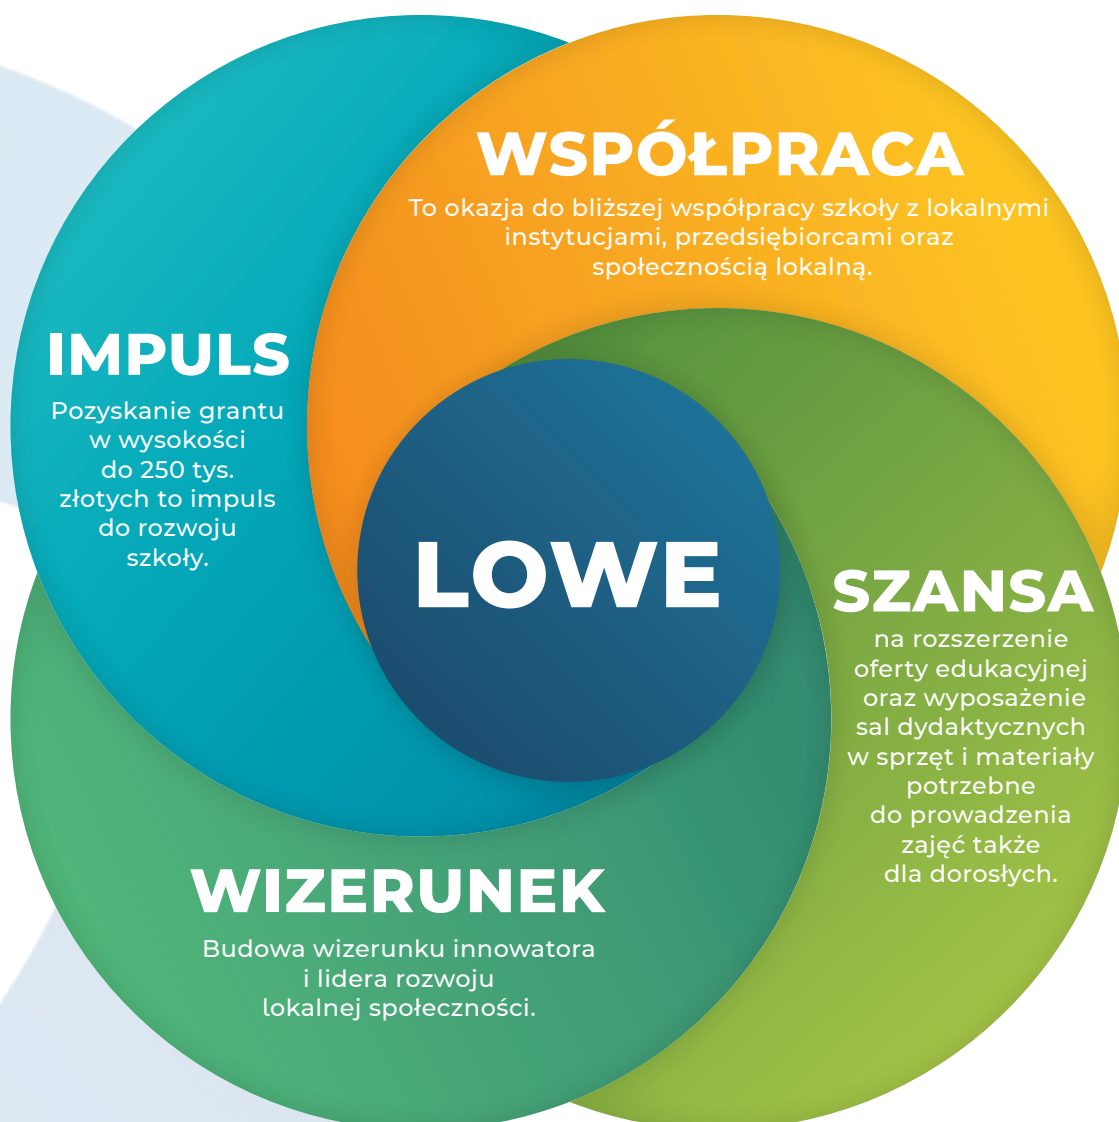 WSPÓŁPRACA
To okazja do bliższej współpracy szkoły z lokalnymi
instytucjami, przedsiębiorcami oraz
społecznością lokalną.
IMPULS
Pozyskanie grantu
w wysokości
do 250 tys.
złotych to impuls
do rozwoju
szkoły.
LOWE
SZANSA
na rozszerzenie
oferty edukacyjnej
oraz wyposażenie
sal dydaktycznych
w sprzęt i materiały
potrzebne
do prowadzenia
zajęć także
dla dorosłych.
WIZERUNEK
Budowa wizerunku innowatora
i lidera rozwoju
lokalnej społeczności.